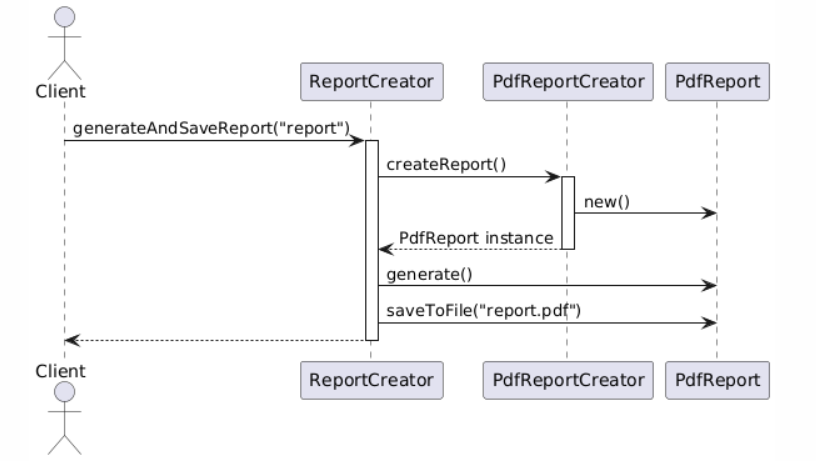 Client
ReportCreator
PdfReportCreator
PdfReport
generateAndSaveReport("report")
createReport()
new()
PdfReport instance
generate()
saveToFile("report.pdf")
Client
ReportCreator
PdfReportCreator
PdfReport